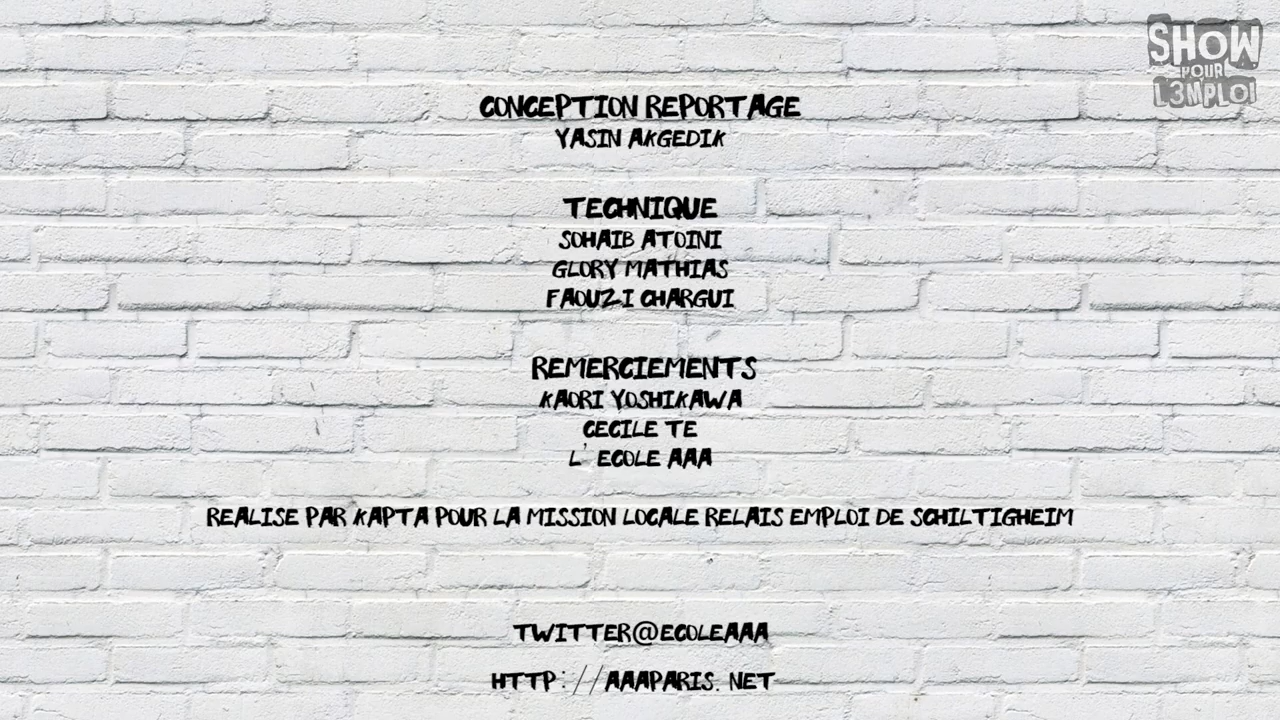 SHOW
POUR
L3MPLOI
CONCEPTION REPORTAGE
YASIN AKGEDIK
TECHNIQUE
SOHAIB ATOINI
GLORY MATHIAS
FAOUZI CHARGUI
REMERCIEMENTS
KAORI YOSHIKAWA
CECILE TE
L' ECOLE AAA
REALISE PAR KAPTA POUR LA MISSION LOCALE RELAIS EMPLOI DE SCHILTIGHEIM
TWITTER@ECOLEAAA
HTTP://AAAPARIS. NET